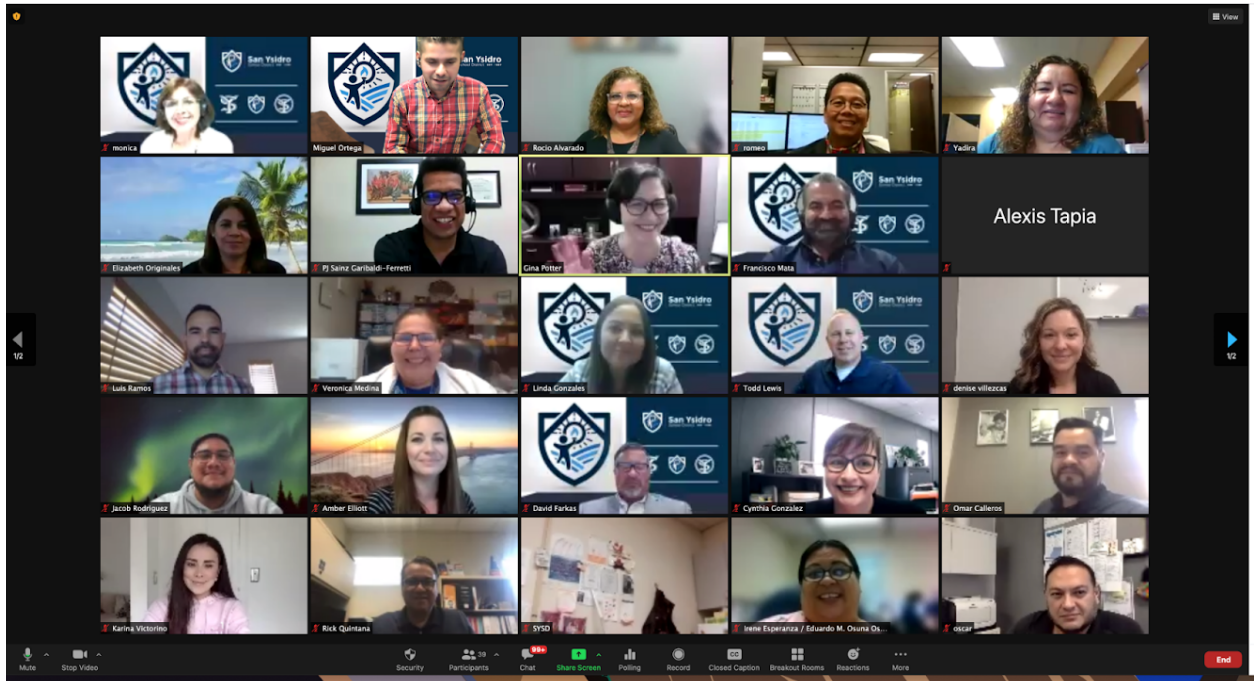 View
San Ysidro
monica
an Ysidro
Miguel Ortega
Rocio Alvarado
romeo
Yadira
Elizabeth Originales
PJ Sainz Garibaldi-Ferretti
Gina Potter
San Ysidro
Francisco Mata
Alexis Tapia
1/2
1/2
Luis Ramos
Veronica Medina
San Ysidro
Linda Gonzales
San Ysidro
Todd Lewis
denise villezcas
Jacob Rodriguez
Amber Elliott
San Ysidro
David Farkas
Cynthia Gonzalez
Omar Calleros
Karina Victorino
Rick Quintana
SYSD
Irene Esperanza / Eduardo M. Osuna Os...
oscar
Mute
Stop Video
Security
39
Participants
99+
Chat
Share Screen
Polling
Record
CC
Closed Caption
Breakout Rooms
Reactions
More
End